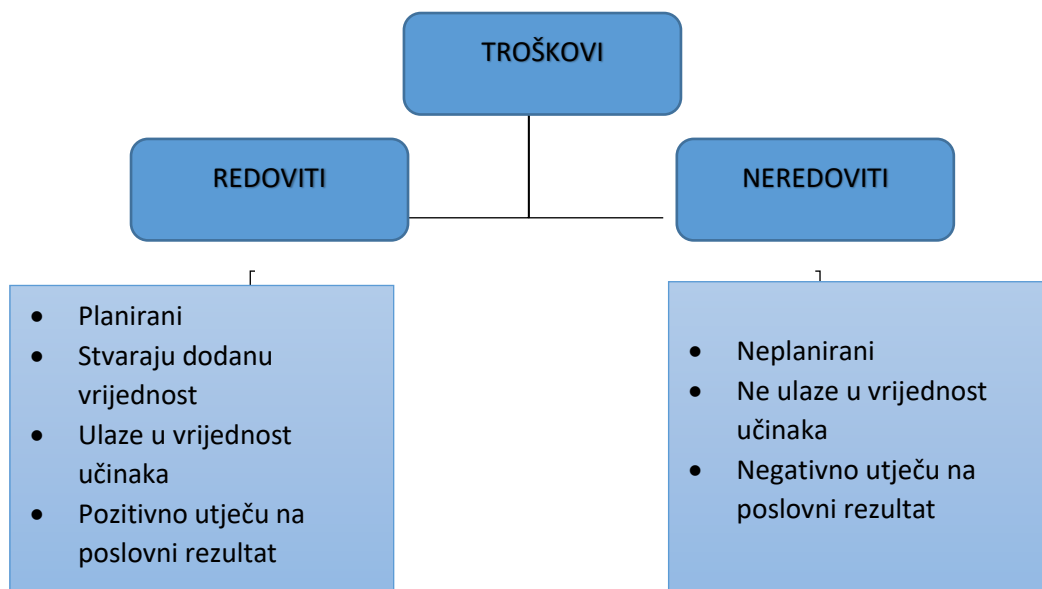 TROŠKOVI
REDOVITI
NEREDOVITI
• Planirani
• Stvaraju dodanu
vrijednost
• Ulaze u vrijednost
učinaka
• Pozitivno utječu na
poslovni rezultat
• Neplanirani
• Ne ulaze u vrijednost
učinaka
• Negativno utječu na
poslovni rezultat